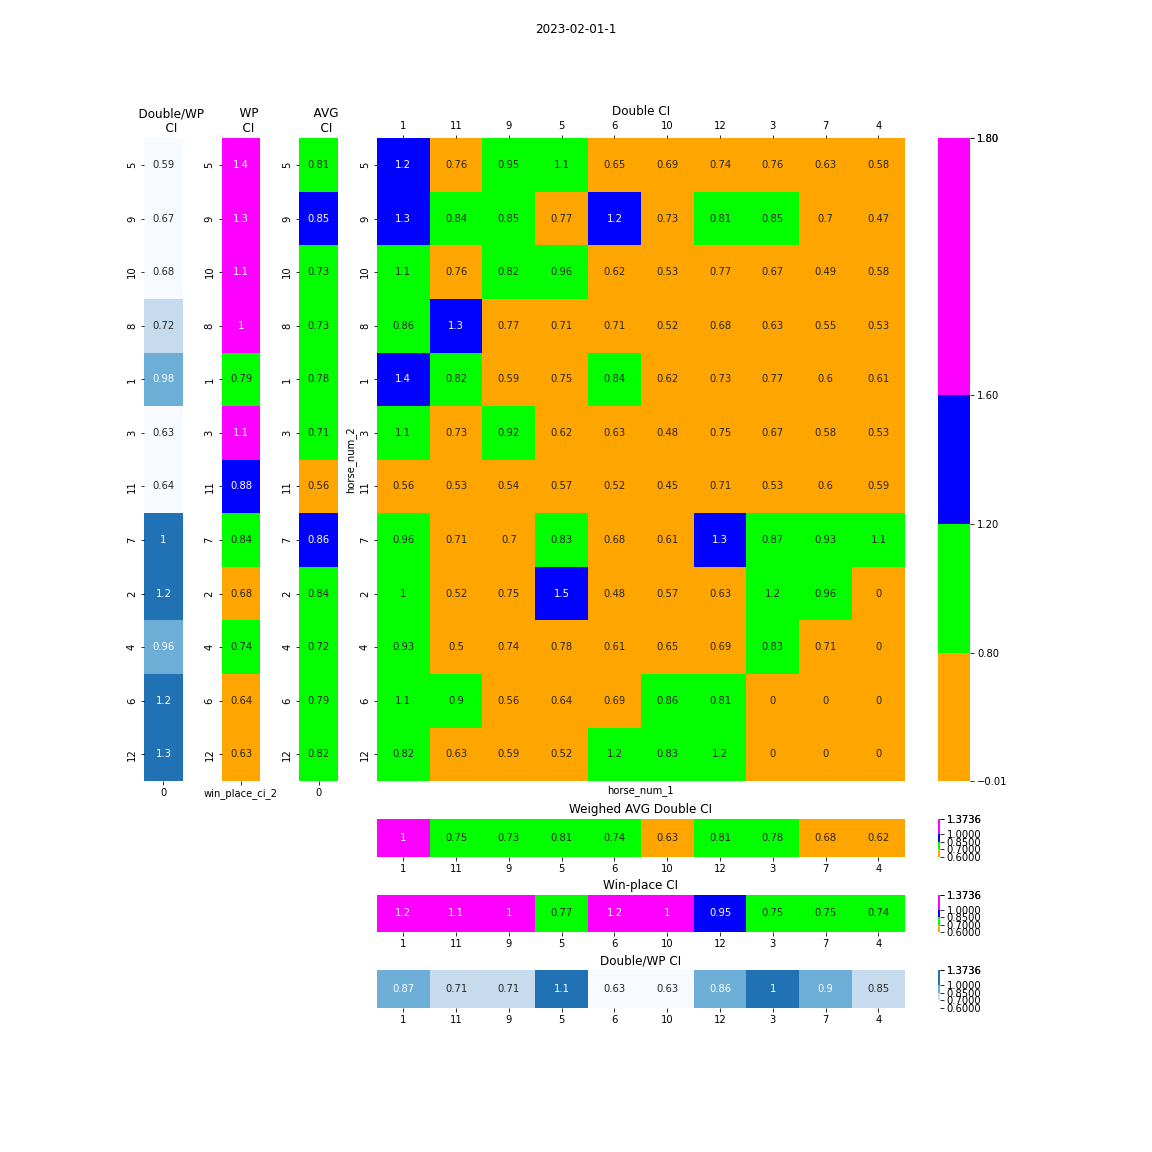 2023-02-01-1
Double/WP CI
WP CI
AVG CI
Double CI
1 11 9 5 6 10 12 3 7 4
5 0.59 5 1.4 5 0.81 5 1.2 0.76 0.95 1.1 0.65 0.69 0.74 0.76 0.63 0.58
9 0.67 9 1.3 9 0.85 9 1.3 0.84 0.85 0.77 1.2 0.73 0.81 0.85 0.7 0.47
10 0.68 10 1.1 10 0.73 10 1.1 0.76 0.82 0.96 0.62 0.53 0.77 0.67 0.49 0.58
8 0.72 8 1 8 0.73 8 0.86 1.3 0.77 0.71 0.71 0.52 0.68 0.63 0.55 0.53
1 0.98 1 0.79 1 0.78 1 1.4 0.82 0.59 0.75 0.84 0.62 0.73 0.77 0.6 0.61
3 0.63 3 1.1 3 0.71 3 1.1 0.73 0.92 0.62 0.63 0.48 0.75 0.67 0.58 0.53
11 0.64 11 0.88 11 0.56 11 0.56 0.53 0.54 0.57 0.52 0.45 0.71 0.53 0.6 0.59
7 1 7 0.84 7 0.86 7 0.96 0.71 0.7 0.83 0.68 0.61 1.3 0.87 0.93 1.1
2 1.2 2 0.68 2 0.84 2 1 0.52 0.75 1.5 0.48 0.57 0.63 1.2 0.96 0
4 0.96 4 0.74 4 0.72 4 0.93 0.5 0.74 0.78 0.61 0.65 0.69 0.83 0.71 0
6 1.2 6 0.64 6 0.79 6 1.1 0.9 0.56 0.64 0.69 0.86 0.81 0 0 0
12 1.3 12 0.63 12 0.82 12 0.82 0.63 0.59 0.52 1.2 0.83 1.2 0 0 0
horse_num_2
0 win_place_ci_2 0 horse_num_1
1.80
1.60
1.20
0.80
−0.01
Weighed AVG Double CI
1 0.75 0.73 0.81 0.74 0.63 0.81 0.78 0.68 0.62
1 11 9 5 6 10 12 3 7 4
1.3736
1.0000
0.8500
0.7000
0.6000
Win-place CI
1.2 1.1 1 0.77 1.2 1 0.95 0.75 0.75 0.74
1 11 9 5 6 10 12 3 7 4
1.3736
1.0000
0.8500
0.7000
0.6000
Double/WP CI
0.87 0.71 0.71 1.1 0.63 0.63 0.86 1 0.9 0.85
1 11 9 5 6 10 12 3 7 4
1.3736
1.0000
0.8500
0.7000
0.6000